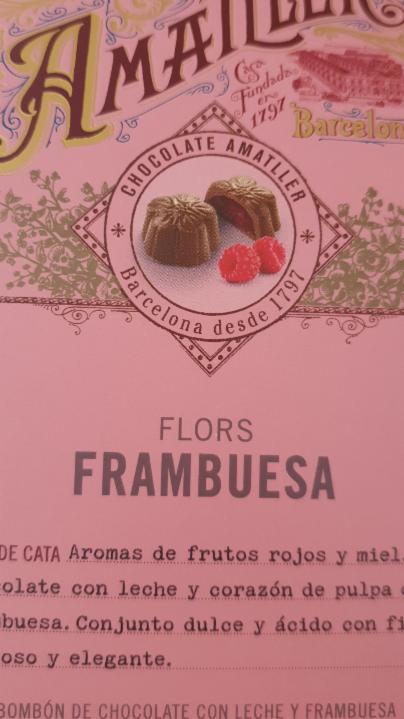 AMATLLER
Casa
Fundada
en
1797
Barcelon
CHOCOLATE AMATLLER
Barcelona desde 1797
FLORS
FRAMBUESA
DE CATA Aromas de frutos rojos y miel.
colate con leche y corazón de pulpa
buesa. Conjunto dulce y ácido con fi
oso y elegante.
BOMBÓN DE CHOCOLATE CON LECHE Y FRAMBUESA